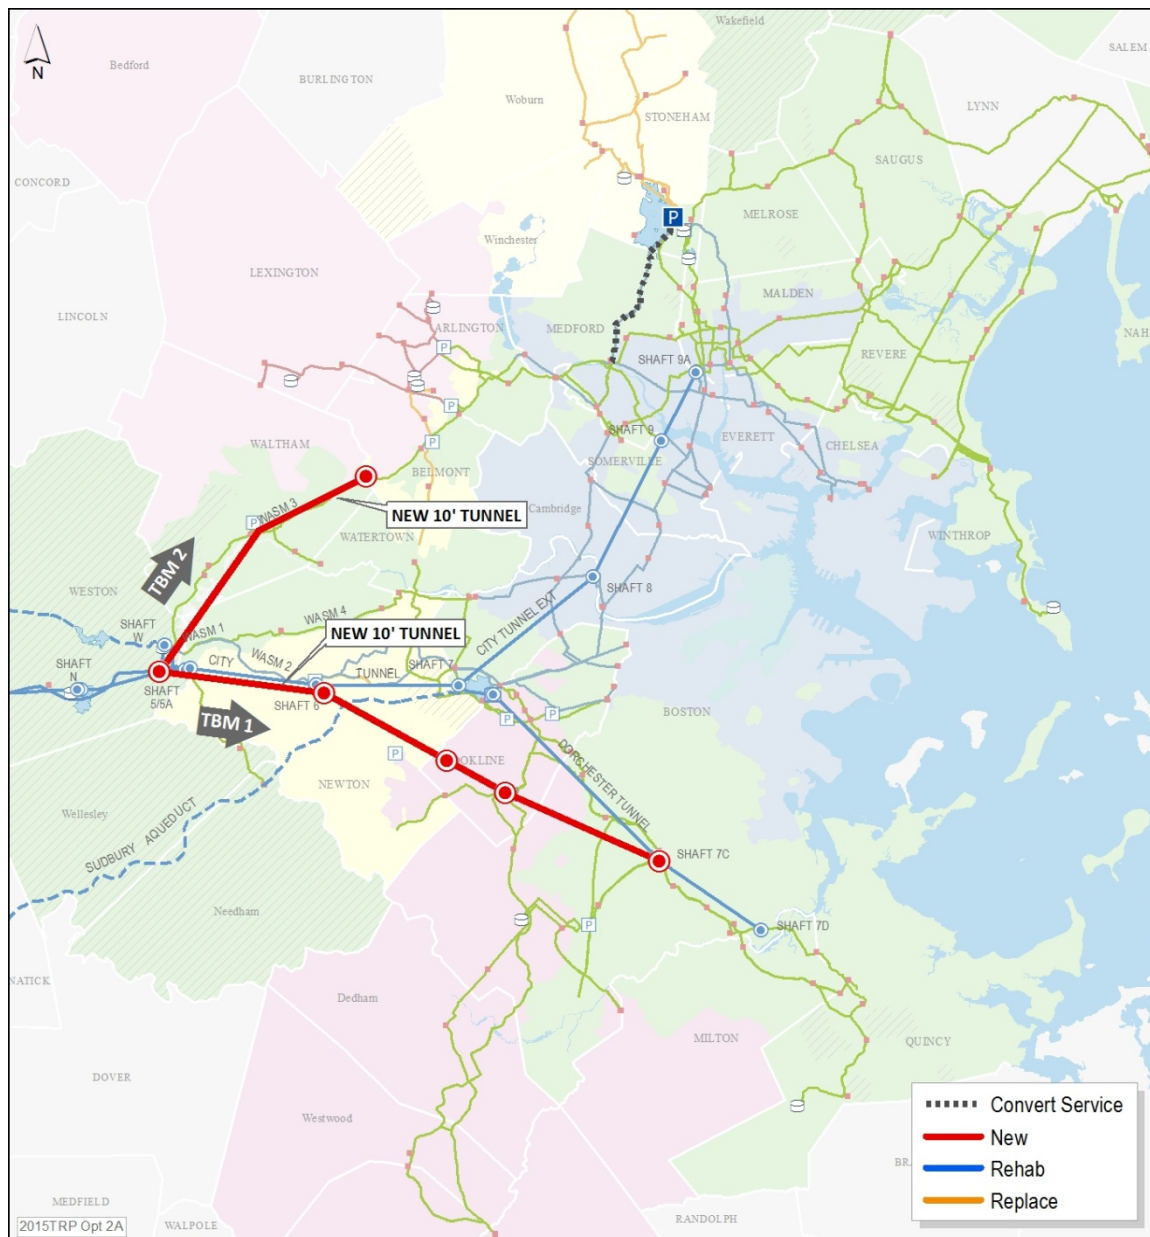 Wakefield
SALEM
N
Bedford
BURLINGTON
Woburn
STONEHAM
LYNN
SAUGUS
CONCORD
MELROSE
P
Winchester
LEXINGTON
MALDEN
LINCOLN
ARLINGTON
MEDFORD
NAH
P
SHAFT 9A
REVERE
P
WALTHAM
SHAFT 9
EVERETT
CHELSEA
P
BELMONT
SOMERVILLE
WASM 3
NEW 10' TUNNEL
Cambridge
P
WATERTOWN
WINTHROP
TBM 2
WESTON
SHAFT 8
SHAFT
W
WASM 1
WASM 4
NEW 10' TUNNEL
CITY TUNNEL EXT
SHAFT
N
CITY
WASM 2
TUNNEL
SHAFT 7
SHAFT
5/5A
SHAFT 6
TBM 1
P
P
BOSTON
P
OKLINE
DORCHESTER TUNNEL
NEWTON
Wellesley
SUDBURY AQUEDUCT
SHAFT 7C
Needham
P
SHAFT 7D
NATICK
Dedham
MILTON
QUINCY
DOVER
Westwood
Convert Service
New
Rehab
Replace
BR
MEDFIELD
WALPOLE
RANDOLPH
2015TRP Opt 2A